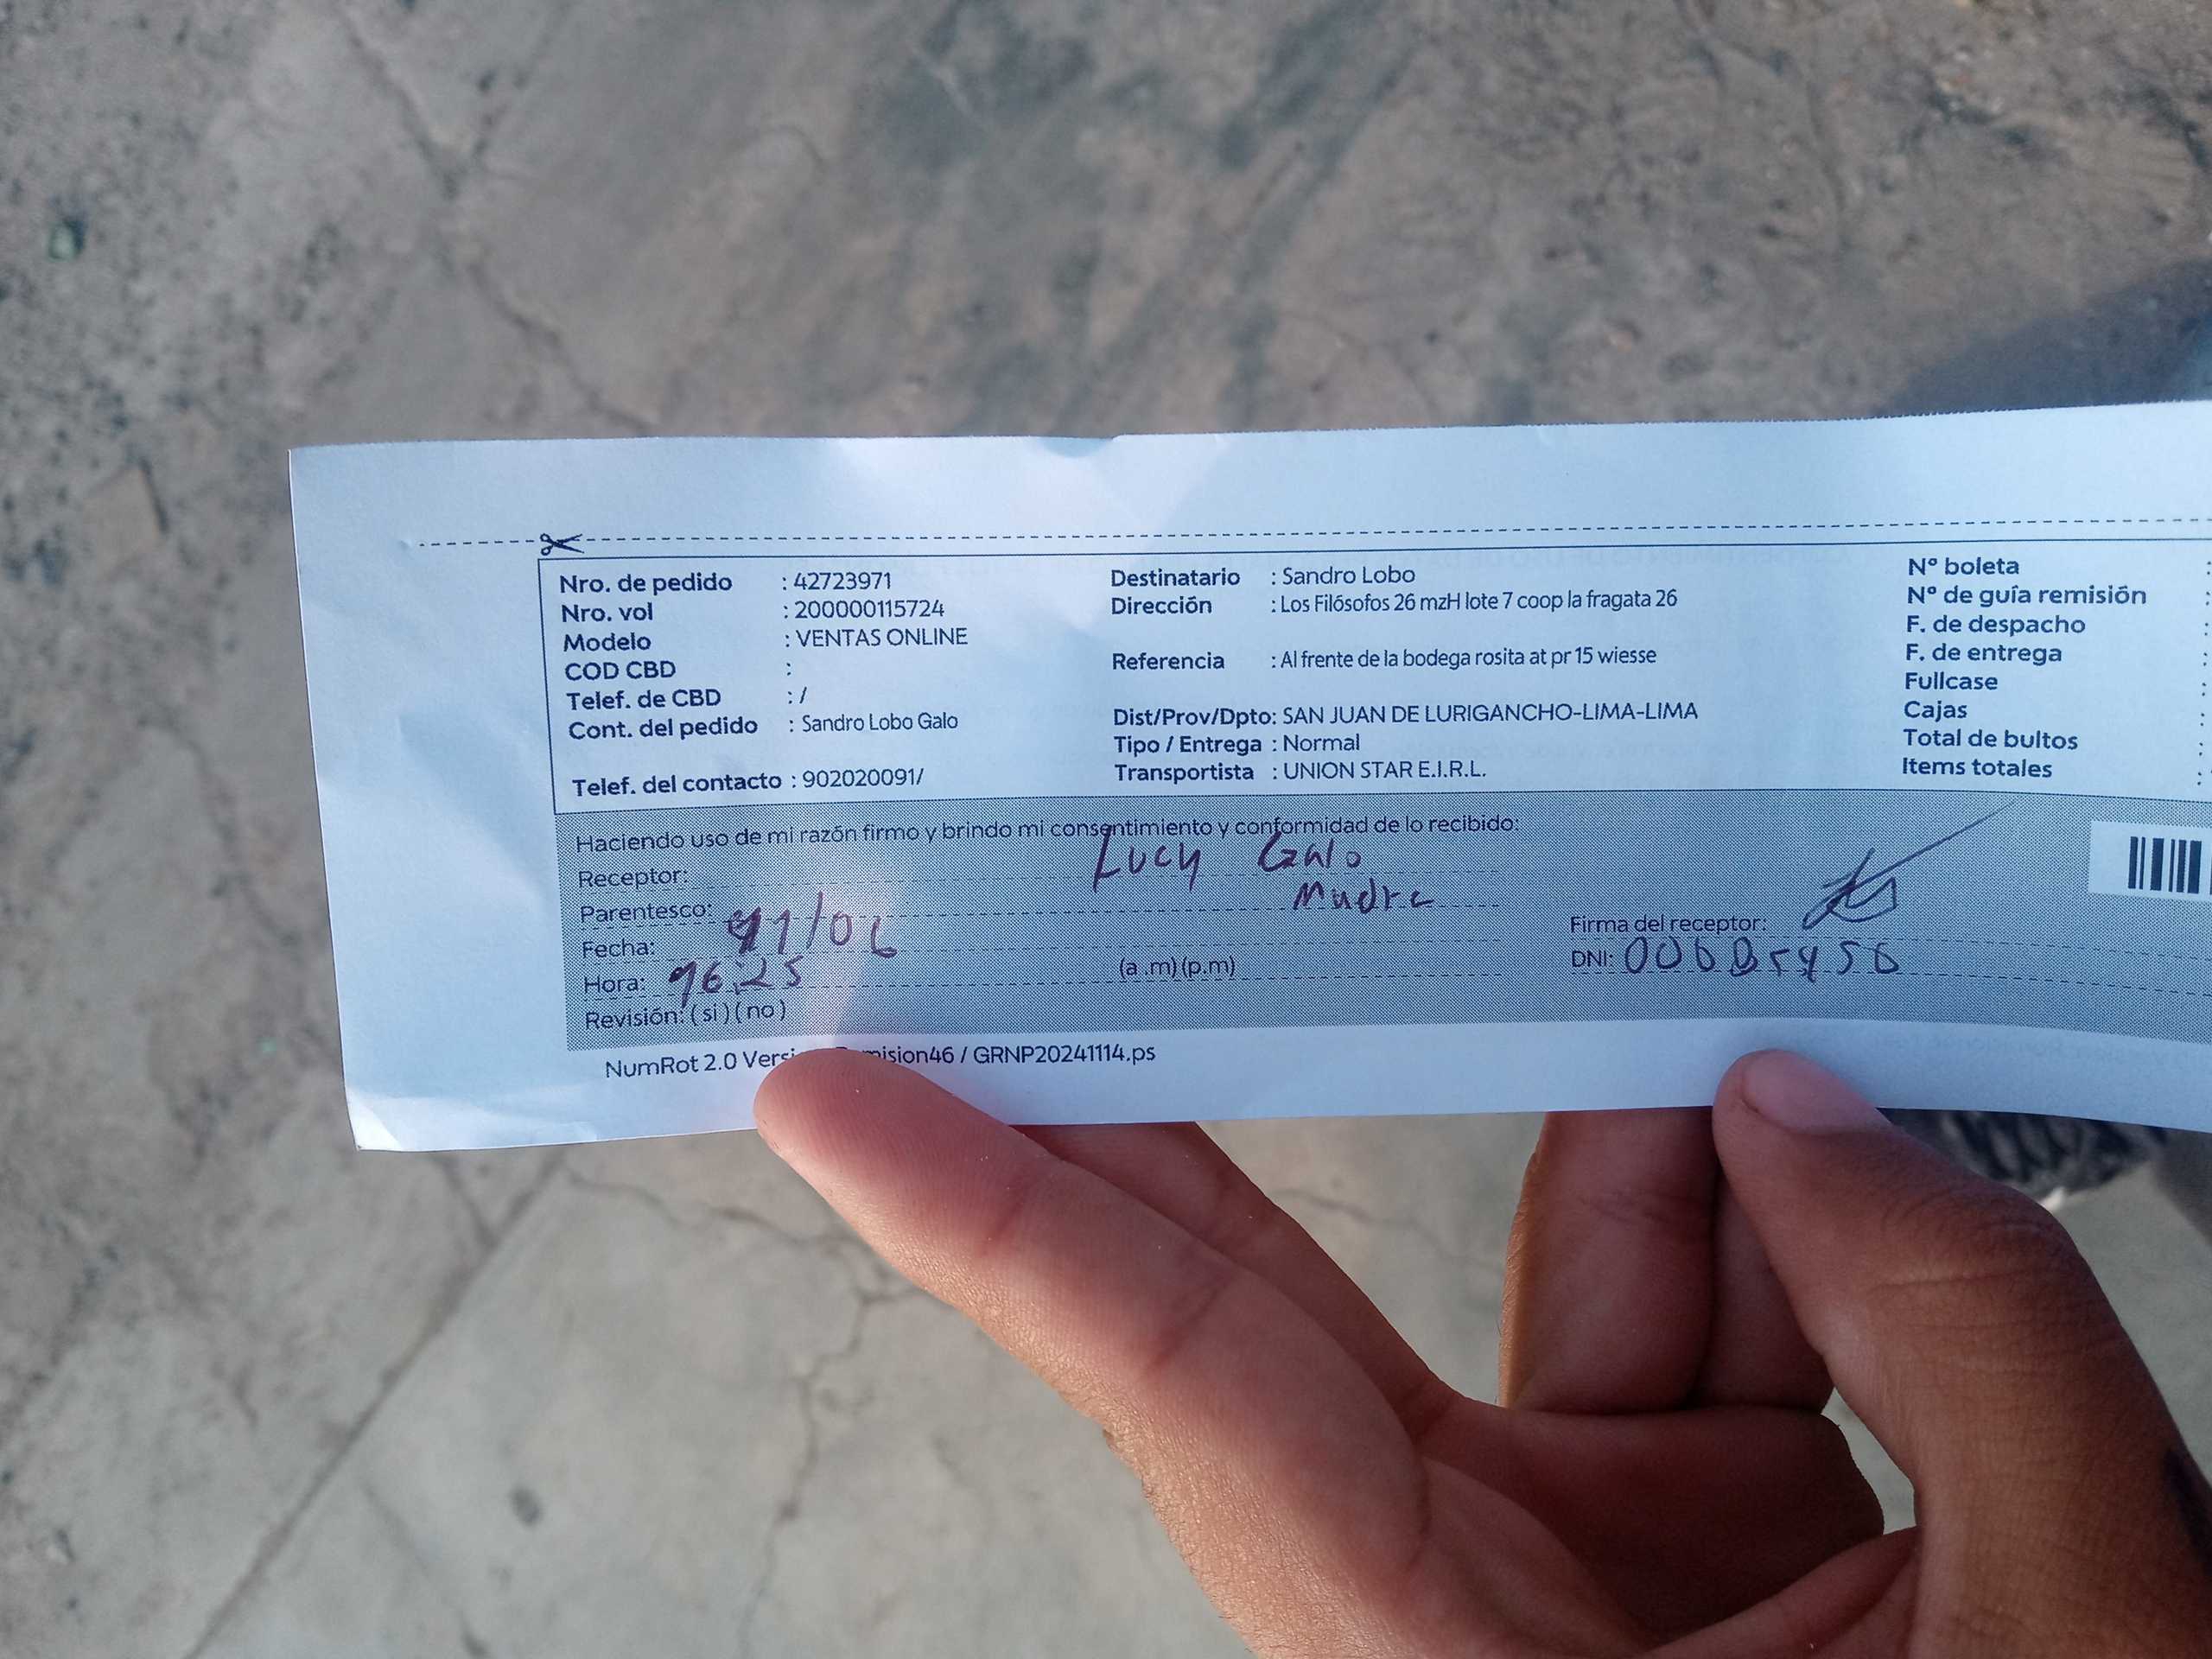 Nro. de pedido : 42723971
Nro. vol : 200000115724
Modelo : VENTAS ONLINE
COD CBD :
Telef. de CBD : /
Cont. del pedido : Sandro Lobo Galo
Telef. del contacto : 902020091/
Destinatario : Sandro Lobo
Dirección : Los Filósofos 26 mzH lote 7 coop la fragata 26
Referencia : Al frente de la bodega rosita at pr 15 wiesse
Dist/Prov/Dpto: SAN JUAN DE LURIGANCHO-LIMA-LIMA
Tipo / Entrega : Normal
Transportista : UNION STAR E.I.R.L.
N° boleta :
N° de guía remisión :
F. de despacho :
F. de entrega :
Fullcase :
Cajas :
Total de bultos :
Items totales :
Haciendo uso de mi razón firmo y brindo mi consentimiento y conformidad de lo recibido:
Receptor: Lucy Galo
Parentesco: Madre
Fecha: 11/06
Hora: 16:25 (a .m) (p.m)
Revisión: ( si ) ( no )
Firma del receptor:
DNI:
NumRot 2.0 / GRNP20241114.ps